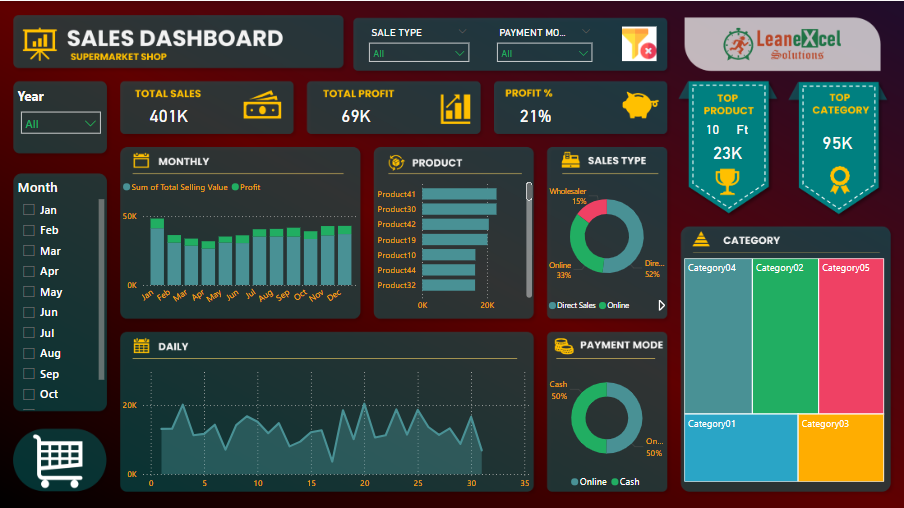 SALES DASHBOARD
SUPERMARKET SHOP
SALE TYPE
All
PAYMENT MO...
All
LeaneXcel
Solutions
Year
All
TOTAL SALES
401K
TOTAL PROFIT
69K
PROFIT %
21%
TOP
PRODUCT
10 Ft
23K
TOP
CATEGORY
95K
Month
Jan
Feb
Mar
Apr
May
Jun
Jul
Aug
Sep
Oct
MONTHLY
Sum of Total Selling Value
Profit
50K
0K
Jan
Feb
Mar
Apr
May
Jun
Jul
Aug
Sep
Oct
Nov
Dec
PRODUCT
Product41
Product30
Product42
Product19
Product10
Product44
Product32
0K
20K
SALES TYPE
Wholesaler
15%
Online
33%
Dire...
52%
Direct Sales
Online
CATEGORY
Category04
Category02
Category05
Category01
Category03
DAILY
20K
0K
0
5
10
15
20
25
30
35
PAYMENT MODE
Cash
50%
On...
50%
Online
Cash